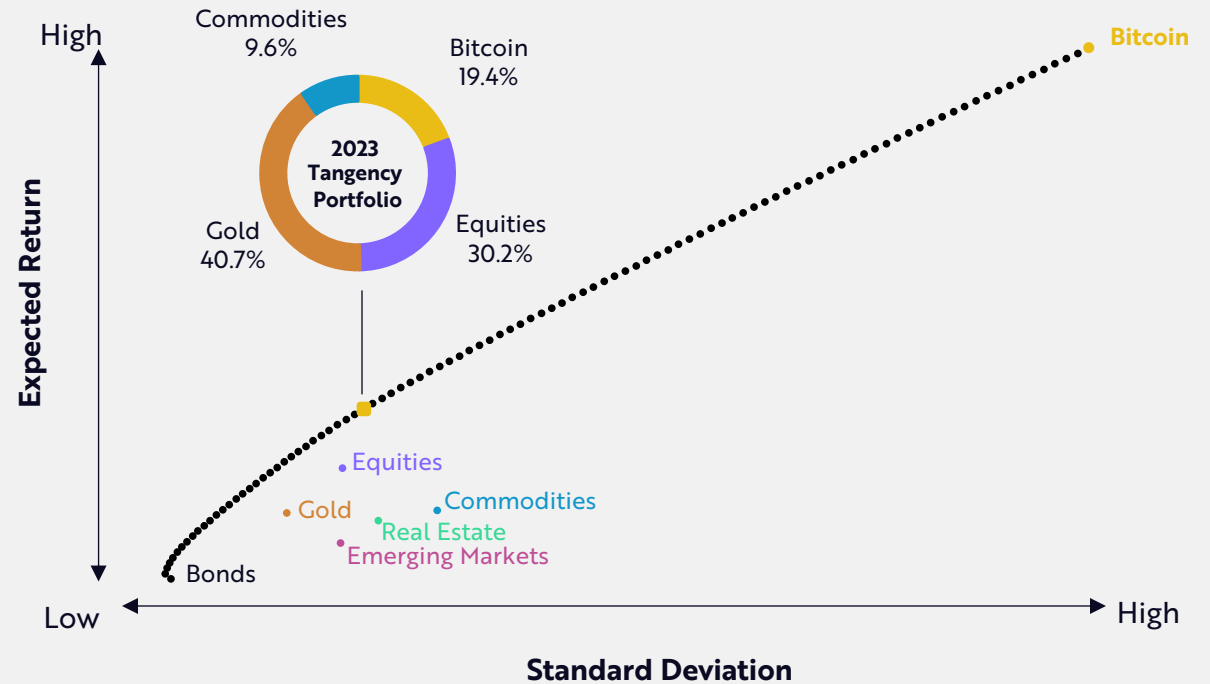 High
Commodities
9.6%
Bitcoin
19.4%
Bitcoin
2023
Tangency
Portfolio
Gold
40.7%
Equities
30.2%
Expected Return
Equities
Gold
Commodities
Real Estate
Emerging Markets
Bonds
Low
High
Standard Deviation